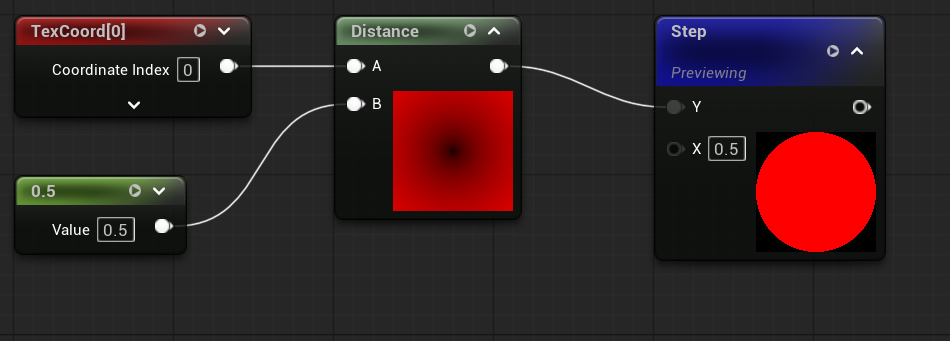 TexCoord[0]
Coordinate Index 0
0.5
Value 0.5
Distance
A
B
Step
Previewing
Y
X 0.5